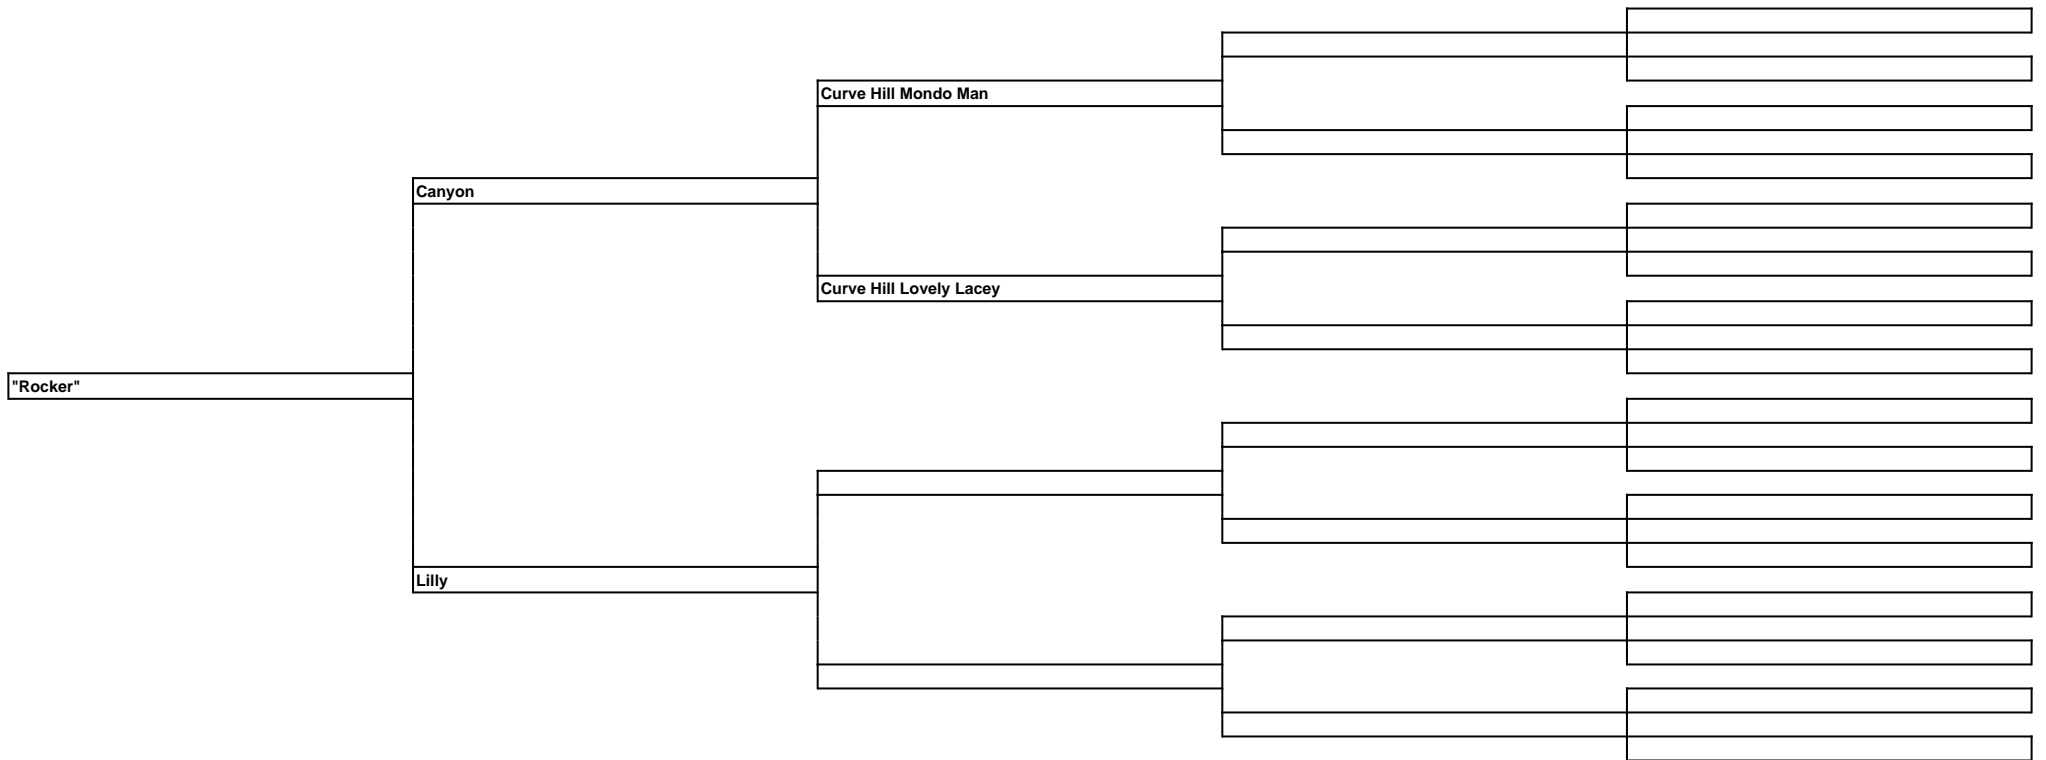 Curve Hill Mondo Man
Canyon
Curve Hill Lovely Lacey
"Rocker"
Lilly